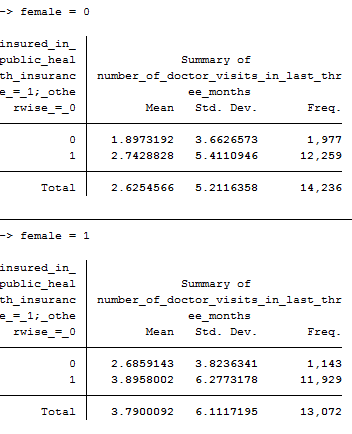 -> female = 0
insured_in_
public_heal Summary of
th_insuranc number_of_doctor_visits_in_last_thr
e_=_1;_othe ee_months
rwise_=_0 Mean Std. Dev. Freq.
0 1.8973192 3.6626573 1,977
1 2.7428828 5.4110946 12,259
Total 2.6254566 5.2116358 14,236
-> female = 1
insured_in_
public_heal Summary of
th_insuranc number_of_doctor_visits_in_last_thr
e_=_1;_othe ee_months
rwise_=_0 Mean Std. Dev. Freq.
0 2.6859143 3.8236341 1,143
1 3.8958002 6.2773178 11,929
Total 3.7900092 6.1117195 13,072